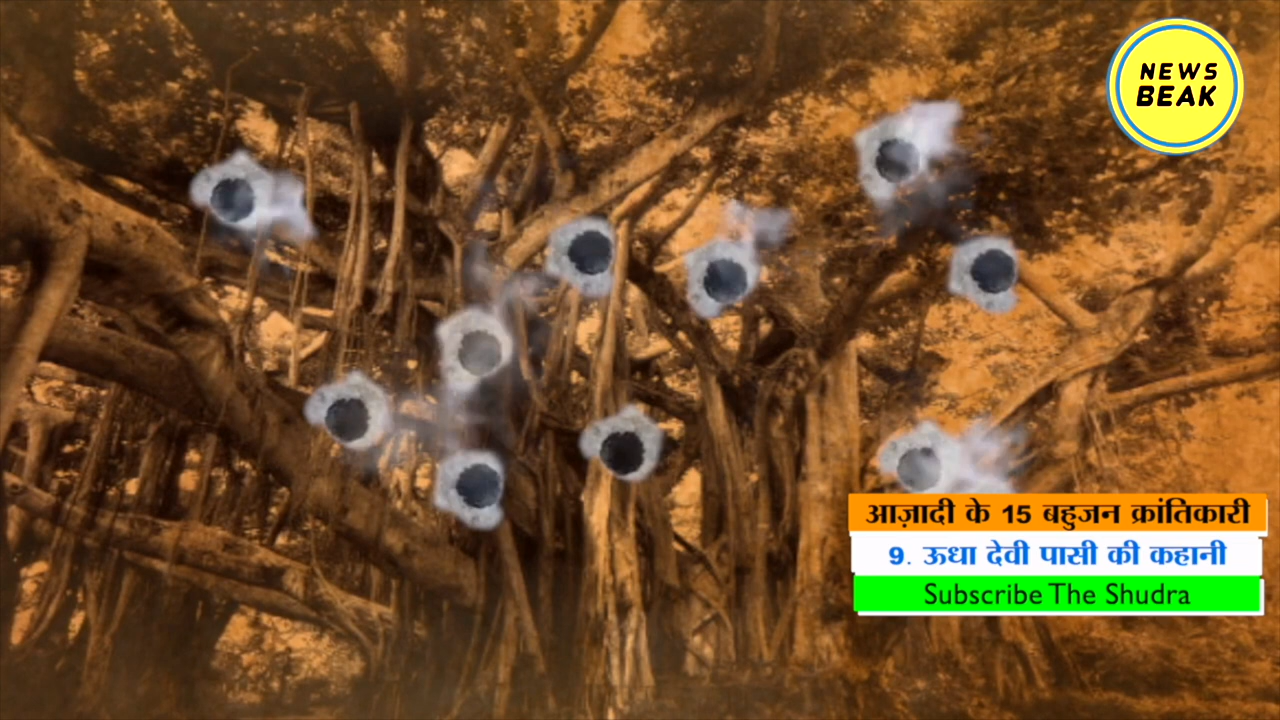 NEWS
BEAK
आज़ादी के 15 बहुजन क्रांतिकारी
9. ऊधा देवी पासी की कहानी
Subscribe The Shudra